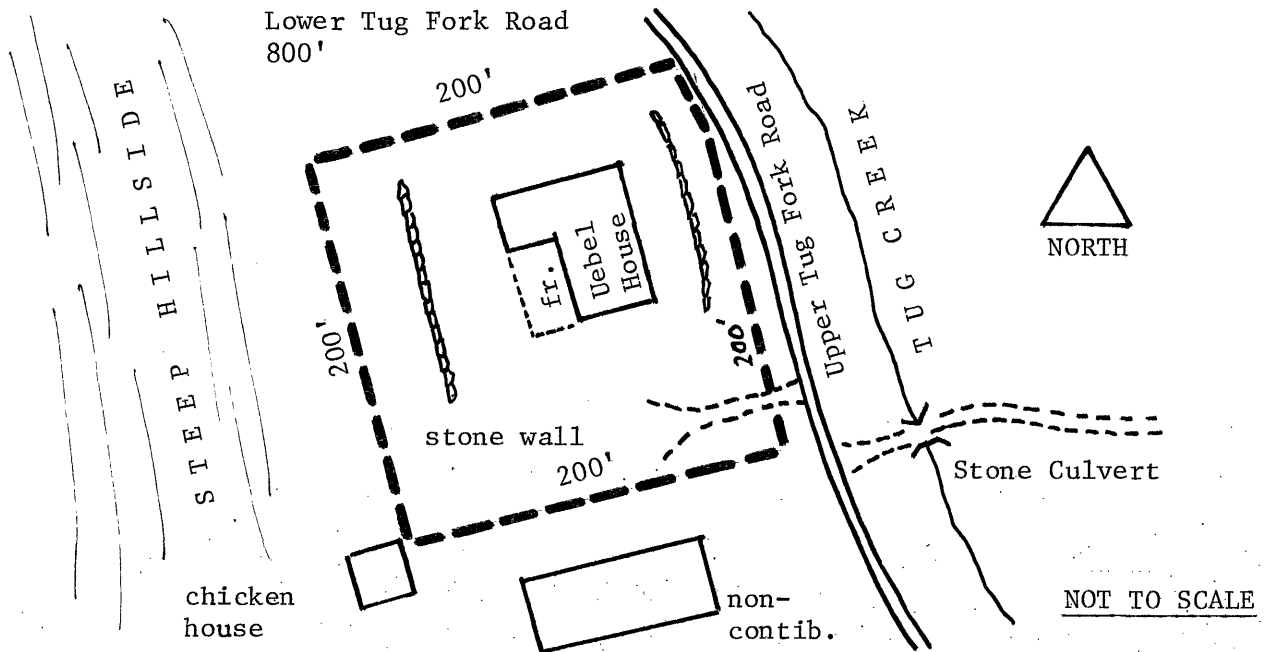 Lower Tug Fork Road
800'
200'
STEEP HILLSIDE
Upper Tug Fork Road
TUG CREEK
NORTH
fr.
Uebel
House
200'
200'
stone wall
200'
Stone Culvert
chicken
house
non-
contib.
NOT TO SCALE